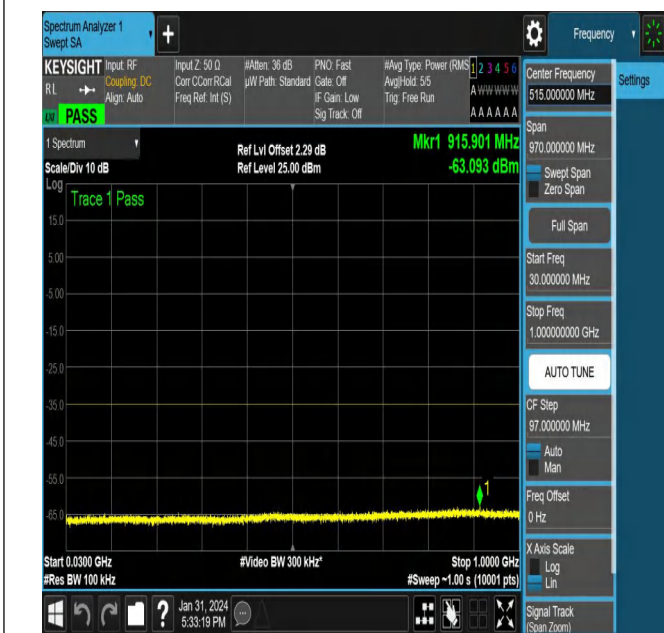 Spectrum Analyzer 1
Swept SA
+
Frequency
KEYSIGHT
RL
LXI
PASS
Input: RF
Coupling: DC
Align: Auto
Input Z: 50 Ω
Corr CCorr RCal
Freq Ref: Int (S)
#Atten: 36 dB
µW Path: Standard
PNO: Fast
Gate: Off
IF Gain: Low
Sig Track: Off
#Avg Type: Power (RMS
Avg|Hold: 5/5
Trig: Free Run
1 2 3 4 5 6
A W W W W W
A A A A A A
1 Spectrum
Scale/Div 10 dB
Ref Lvl Offset 2.29 dB
Ref Level 25.00 dBm
Mkr1 915.901 MHz
-63.093 dBm
Log
Trace 1 Pass
15.0
5.00
-5.00
-15.0
-25.0
-35.0
-45.0
-55.0
-65.0
1
Start 0.0300 GHz
#Res BW 100 kHz
#Video BW 300 kHz*
Stop 1.0000 GHz
#Sweep ~1.00 s (10001 pts)
?
Jan 31, 2024
5:33:19 PM
Center Frequency
515.000000 MHz
Settings
Span
970.000000 MHz
Swept Span
Zero Span
Full Span
Start Freq
30.000000 MHz
Stop Freq
1.000000000 GHz
AUTO TUNE
CF Step
97.000000 MHz
Auto
Man
Freq Offset
0 Hz
X Axis Scale
Log
Lin
Signal Track
(Span Zoom)